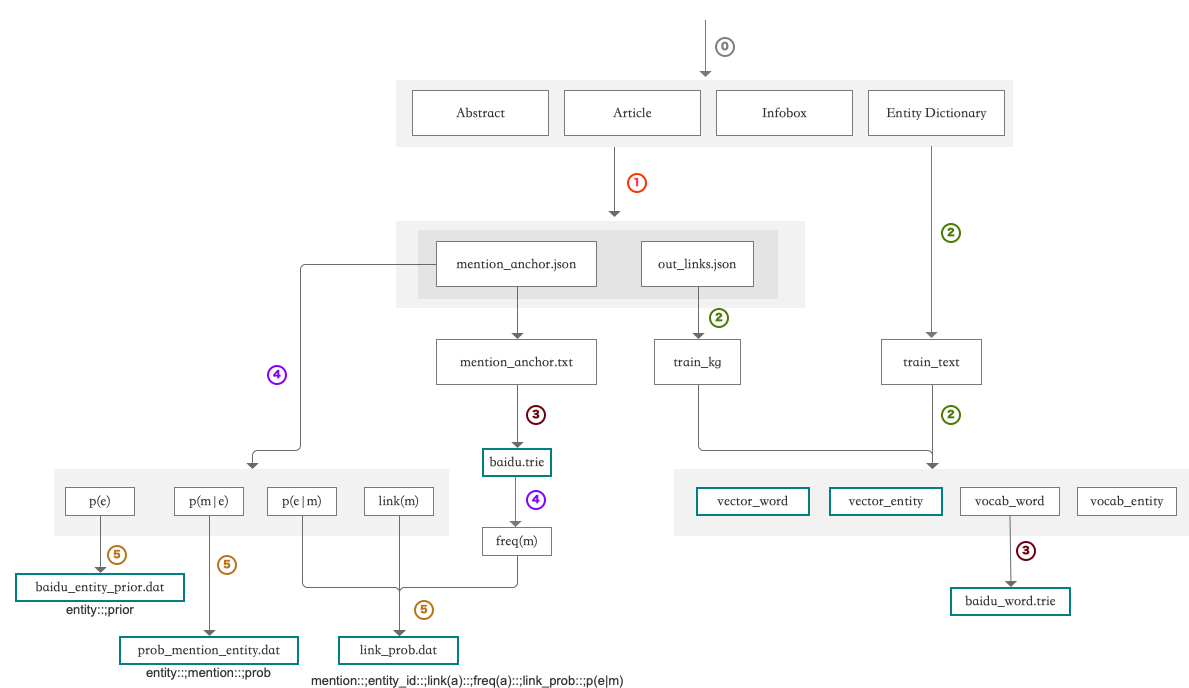 0
Abstract
Article
Infobox
Entity Dictionary
1
2
mention_anchor.json
out_links.json
2
mention_anchor.txt
train_kg
train_text
4
3
2
baidu.trie
p(e)
p(m|e)
p(e|m)
link(m)
4
vector_word
vector_entity
vocab_word
vocab_entity
freq(m)
5
5
3
baidu_entity_prior.dat
entity::;prior
baidu_word.trie
5
prob_mention_entity.dat
link_prob.dat
entity::;mention::;prob
mention::;entity_id::;link(a)::;freq(a)::;link_prob::;p(e|m)